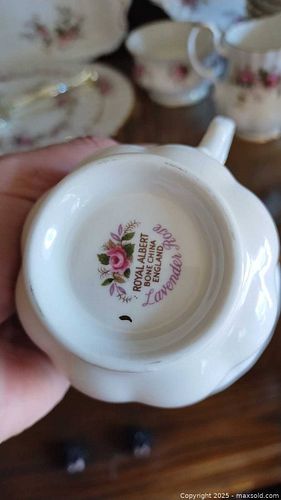 ROYAL ALBERT
BONE CHINA
ENGLAND
Lavender Rose
Copyright © 2025 - maxsold.com